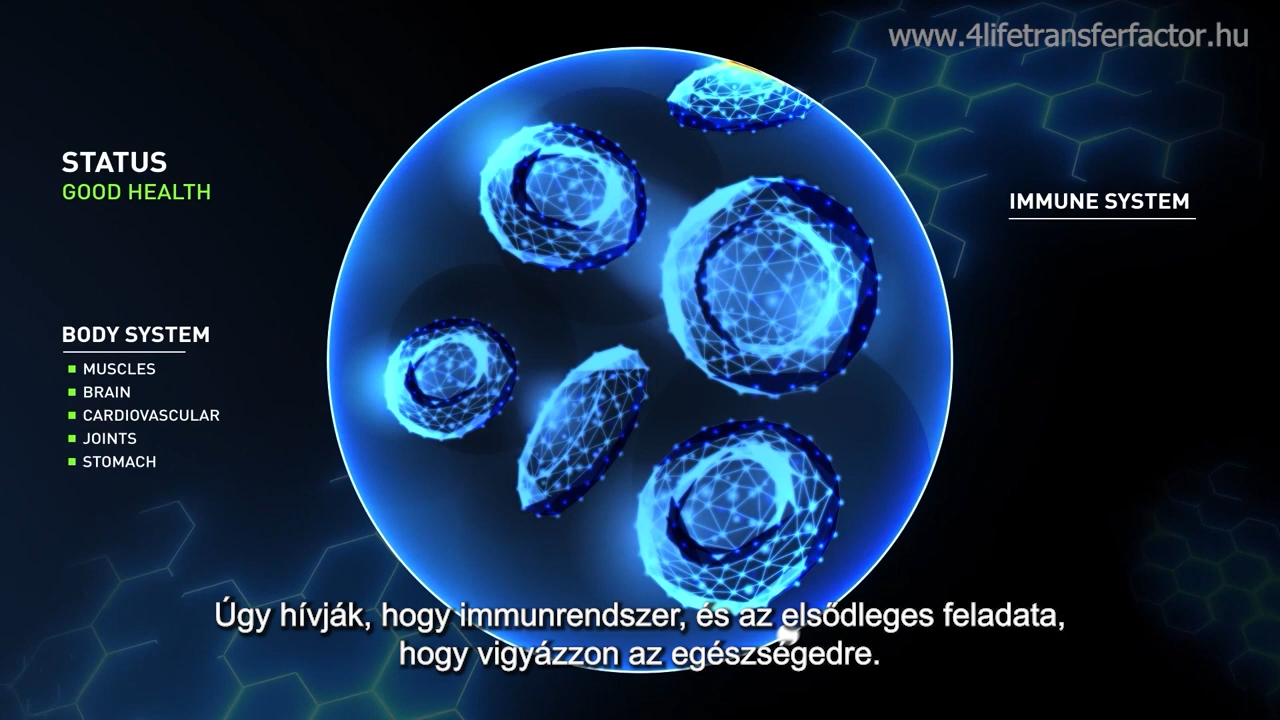 www.4lifetransferfactor.hu
STATUS
GOOD HEALTH
IMMUNE SYSTEM
BODY SYSTEM
MUSCLES
BRAIN
CARDIOVASCULAR
JOINTS
STOMACH
Úgy hívják, hogy immunrendszer, és az elsődleges feladata,
hogy vigyázzon az egészségedre.